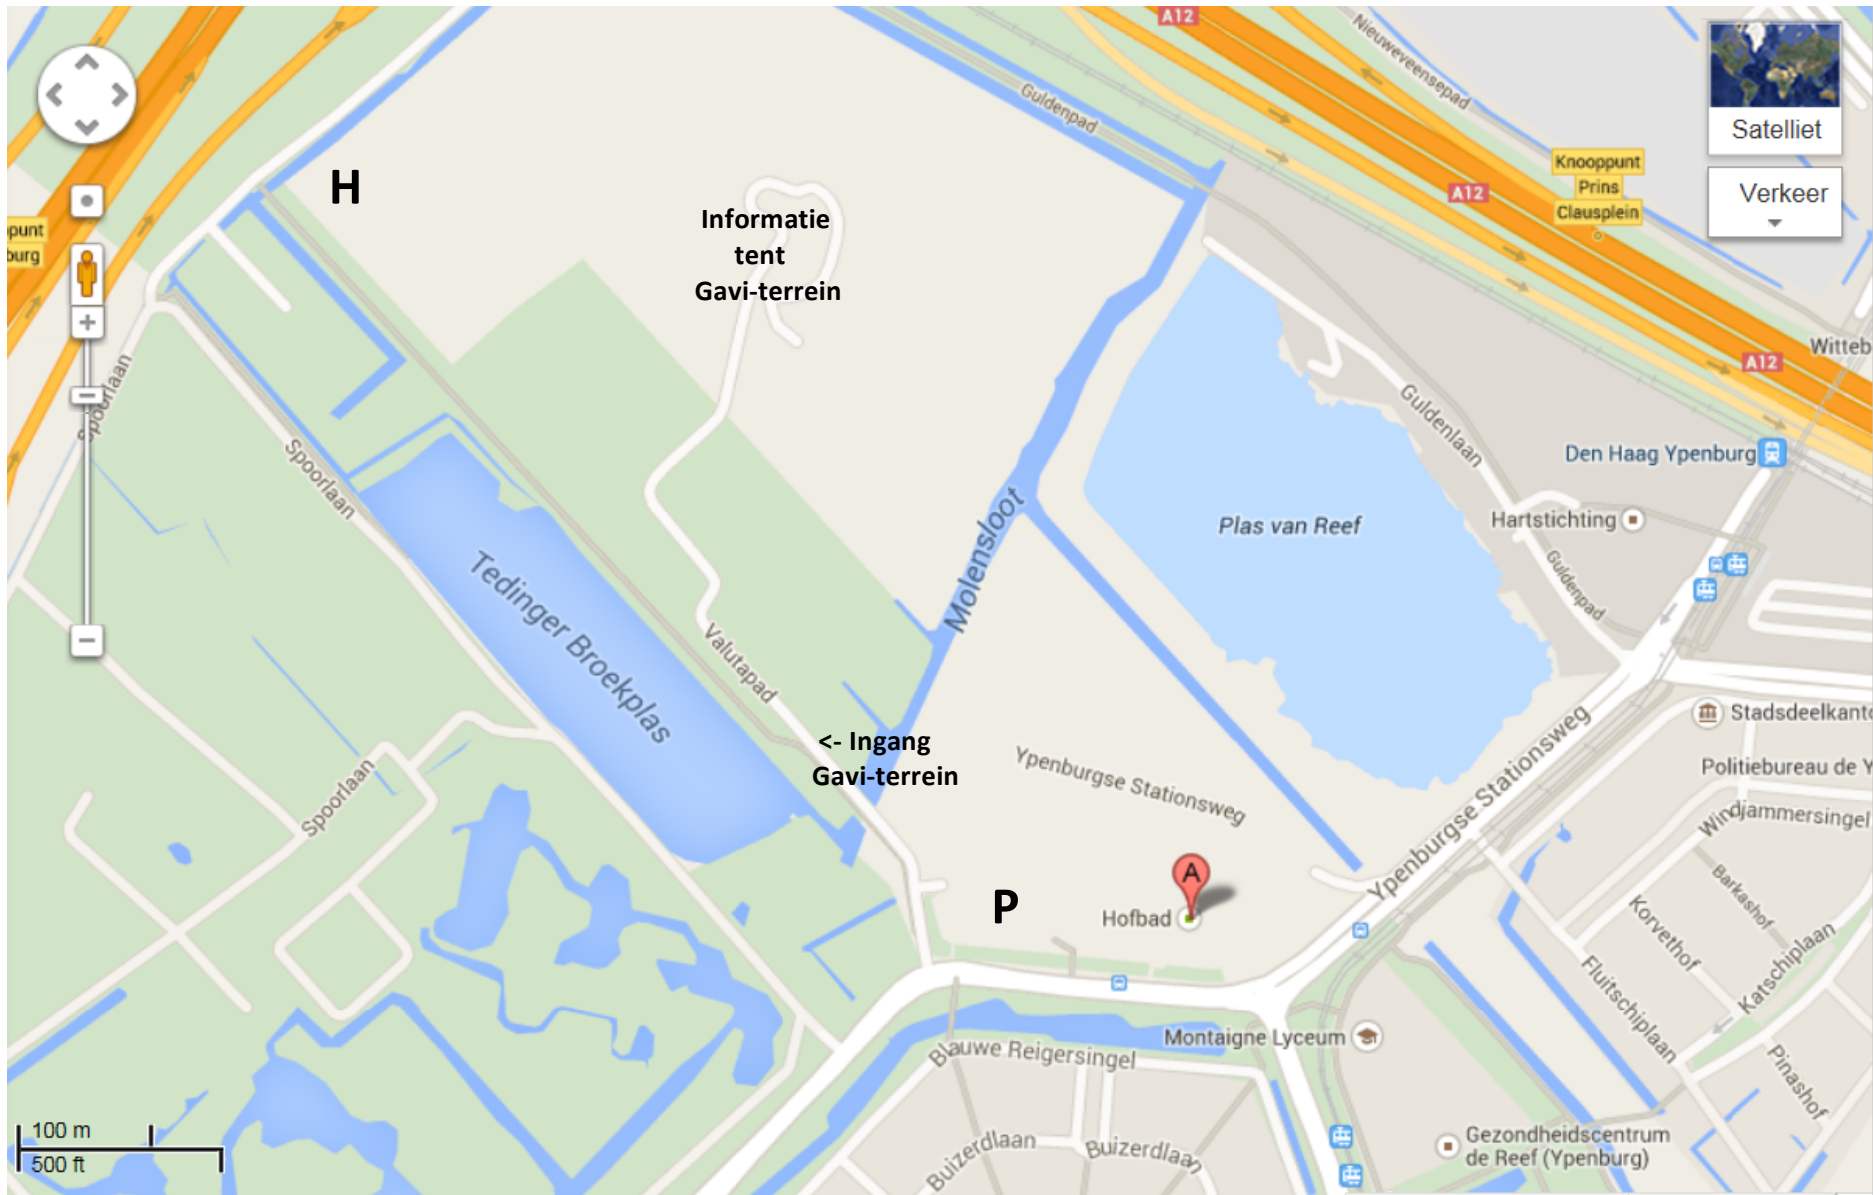 A12
Nieuweveensepad
Guldenpad
Satelliet
Knooppunt
Prins
Clausplein
A12
Verkeer
H
Informatie
tent
Gavi-terrein
punt
burg
Spoorlaan
Witteb
A12
Guldenlaan
Den Haag Ypenburg
Spoorlaan
Hartstichting
Plas van Reef
Molensloot
Guldenpad
Tedinger Broekplas
Valutapad
Stadsdeelkanto
<- Ingang
Gavi-terrein
Ypenburgse Stationsweg
Ypenburgse Stationsweg
Politiebureau de Y
Windjammersingel
Spoorlaan
A
P
Hofbad
Barkashof
Korvethof
Katschiplaan
Fluitschiplaan
Montaigne Lyceum
Blauwe Reigersingel
Pinashof
100 m
500 ft
Buizerdlaan
Buizerdlaan
Gezondheidscentrum
de Reef (Ypenburg)